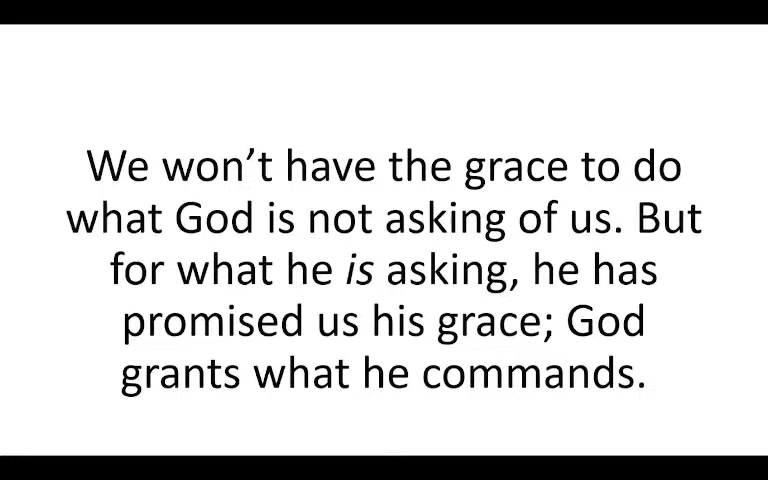 We won’t have the grace to do
what God is not asking of us. But
for what he is asking, he has
promised us his grace; God
grants what he commands.